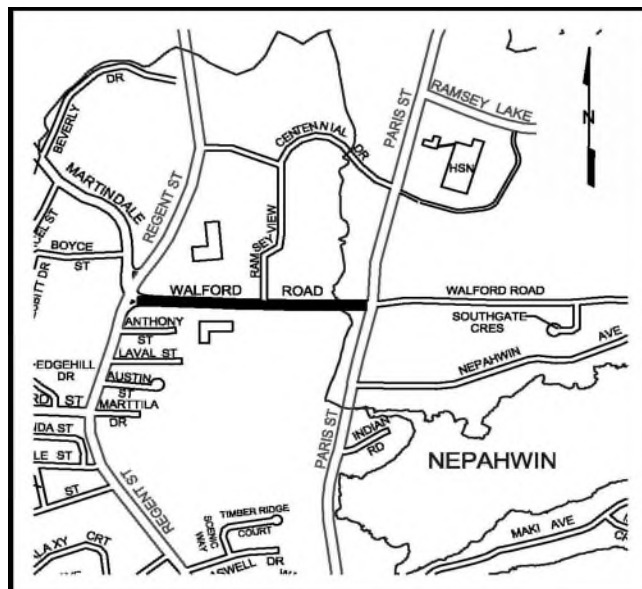 DR
BEVERLY
MARTINDALE
REGENT ST
CENTENNIAL
DR
PARIS ST
RAMSEY LAKE
HSN
N
BOYCE
ST
RAMSEY VIEW
WALFORD ROAD
WALFORD ROAD
SOUTHGATE
CRES
ANTHONY
ST
LAVAL ST
EDGEHILL
DR
AUSTIN
ST
MARTTILA
DR
NEPAHWIN AVE
ST
ST
ST
PARIS ST
INDIAN
RD
NEPAHWIN
REGENT ST
SCENIC
WAY
TIMBER RIDGE
COURT
DR
CRT
MAKI AVE